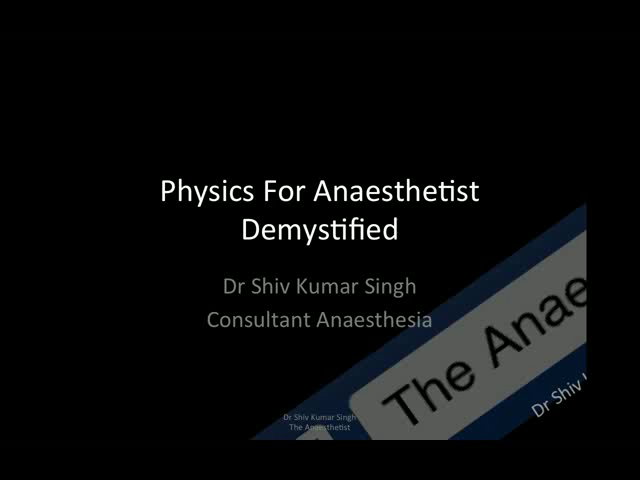 Physics For Anaesthetist
Demystified
Dr Shiv Kumar Singh
Consultant Anaesthesia
The Anae
Dr Shiv
Dr Shiv Kumar Singh
The Anaesthetist